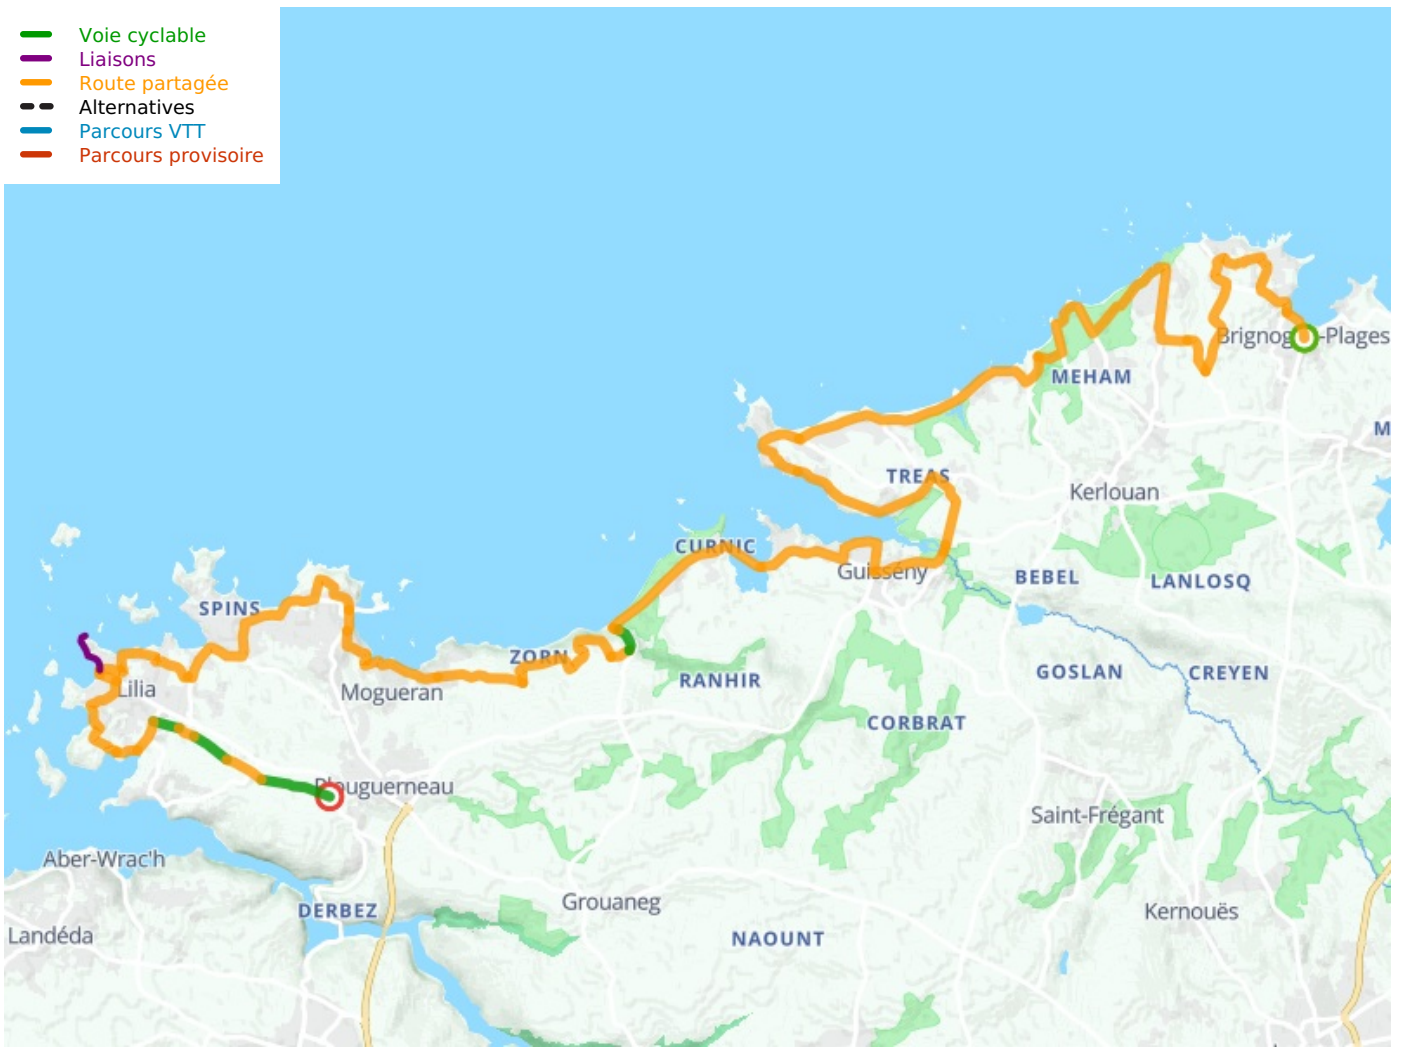 Voie cyclable
Liaisons
Route partagée
Alternatives
Parcours VTT
Parcours provisoire
Brignog -Plages
MEHAM
M
TREAS
Kerlouan
CURNIC
Guissény
BEBEL
LANLOSQ
SPINS
ZORN
RANHIR
GOSLAN
CREYEN
Lilia
Mogueran
CORBRAT
Plouguerneau
Saint-Frégant
Aber-Wrac'h
DERBEZ
Grouaneg
Kernouës
Landéda
NAOUNT